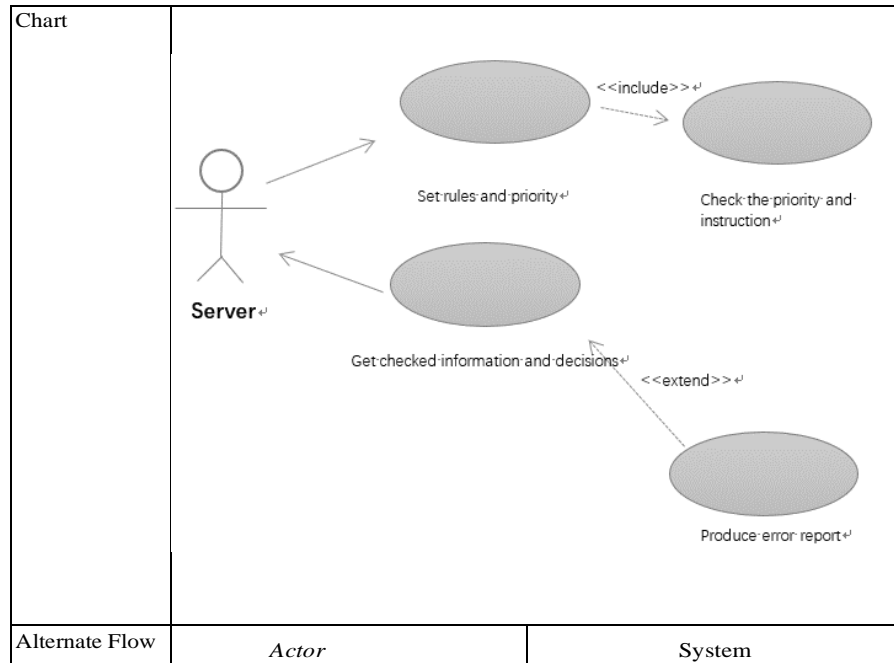 Chart
<<include>>
Set rules and priority
Check the priority and
instruction
Server
Get checked information and decisions
<<extend>>
Produce error report
Alternate Flow
Actor
System